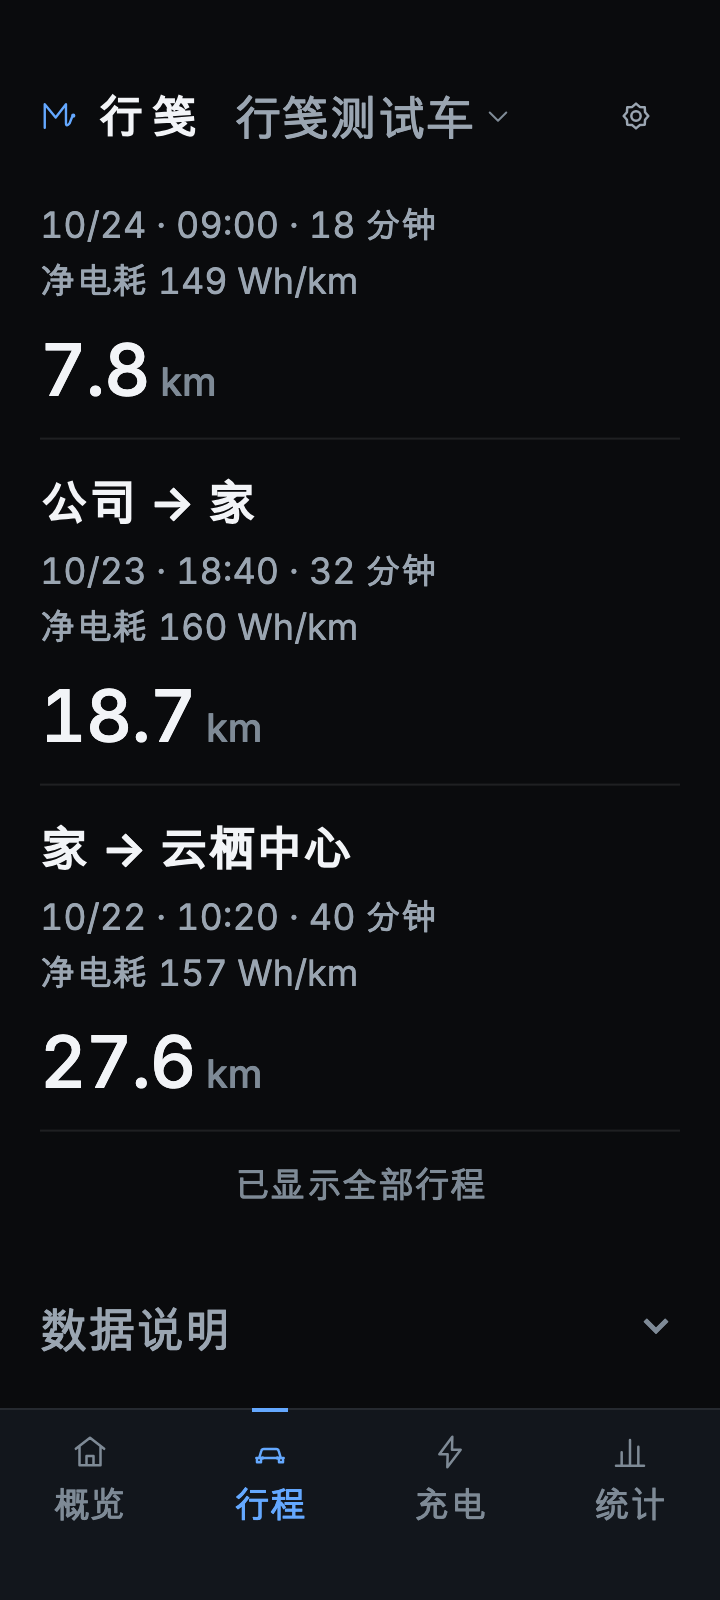 行笺 行笺测试车
10/24 · 09:00 · 18 分钟
净电耗 149 Wh/km
7.8 km
公司 → 家
10/23 · 18:40 · 32 分钟
净电耗 160 Wh/km
18.7 km
家 → 云栖中心
10/22 · 10:20 · 40 分钟
净电耗 157 Wh/km
27.6 km
已显示全部行程
数据说明
概览 行程 充电 统计